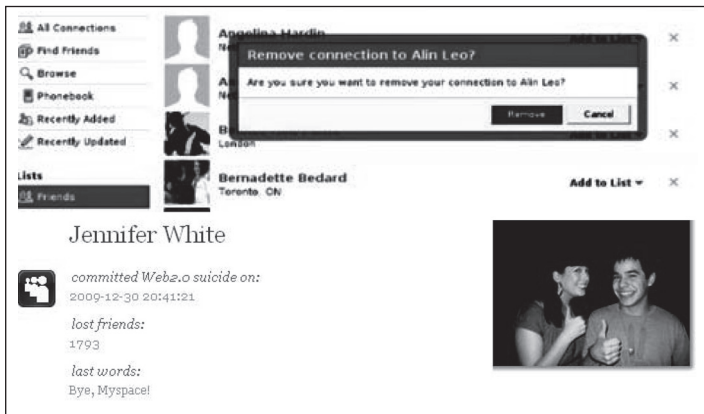 All Connections
Find Friends
Browse
Phonebook
Recently Added
Recently Updated
Lists
Friends
Angelina Hardin
Remove connection to Alin Leo?
Are you sure you want to remove your connection to Alin Leo?
Remove
Cancel
London
Bernadette Bedard
Toronto, ON
Add to List
Jennifer White
committed Web2.0 suicide on:
2009-12-30 20:41:21
lost friends:
1793
last words:
Bye, Myspace!